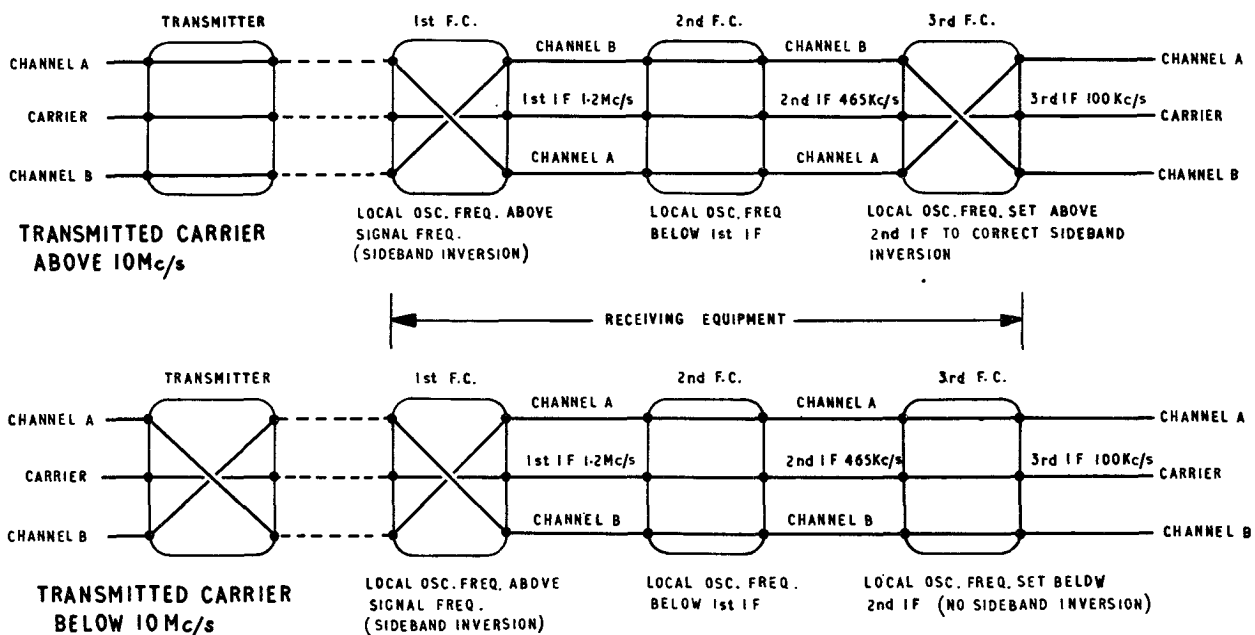 TRANSMITTER
1st F.C.
2nd F.C.
3rd F.C.
CHANNEL B
CHANNEL B
CHANNEL A
CHANNEL A
CARRIER
1st IF 1·2Mc/s
2nd IF 465Kc/s
3rd IF 100Kc/s
CARRIER
CHANNEL B
CHANNEL A
CHANNEL A
CHANNEL B
TRANSMITTED CARRIER
ABOVE 10Mc/s
LOCAL OSC. FREQ. ABOVE
SIGNAL FREQ.
(SIDEBAND INVERSION)
LOCAL OSC. FREQ
BELOW 1st IF
LOCAL OSC. FREQ. SET ABOVE
2nd IF TO CORRECT SIDEBAND
INVERSION
RECEIVING EQUIPMENT
TRANSMITTER
1st F.C.
2nd F.C.
3rd F.C.
CHANNEL A
CHANNEL A
CHANNEL A
CHANNEL A
CARRIER
1st IF 1·2Mc/s
2nd IF 465Kc/s
3rd IF 100Kc/s
CARRIER
CHANNEL B
CHANNEL B
CHANNEL B
CHANNEL B
TRANSMITTED CARRIER
BELOW 10Mc/s
LOCAL OSC. FREQ. ABOVE
SIGNAL FREQ.
(SIDEBAND INVERSION)
LOCAL OSC. FREQ.
BELOW 1st IF
LOCAL OSC. FREQ. SET BELOW
2nd IF (NO SIDEBAND INVERSION)